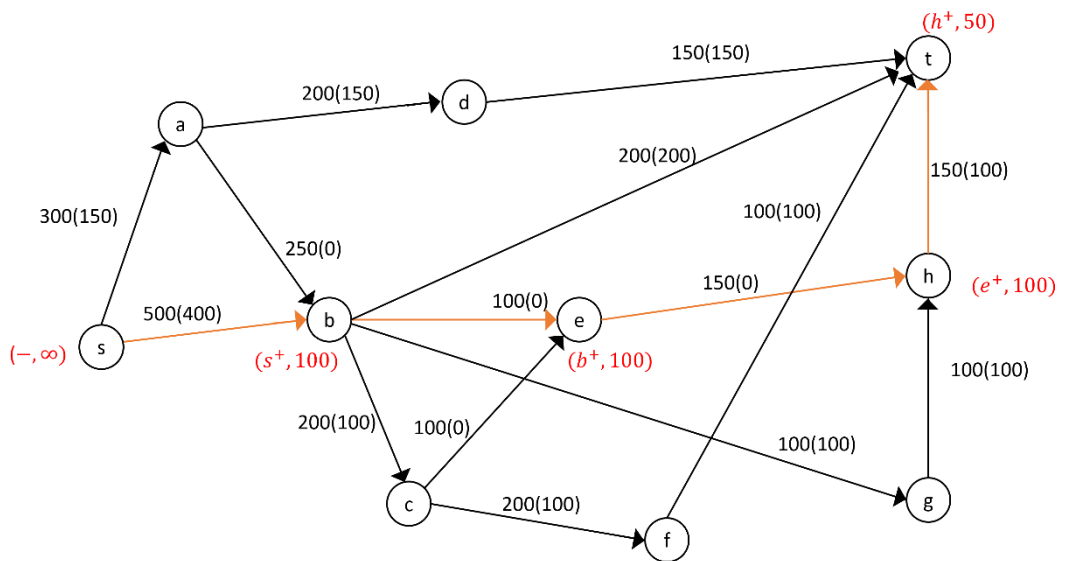 (h⁺, 50)
t
150(150)
200(150)
d
a
200(200)
150(100)
300(150)
100(100)
250(0)
h
150(0)
(e⁺, 100)
500(400)
100(0)
b
e
s
(−, ∞)
(s⁺, 100)
(b⁺, 100)
100(100)
200(100)
100(0)
100(100)
c
200(100)
g
f